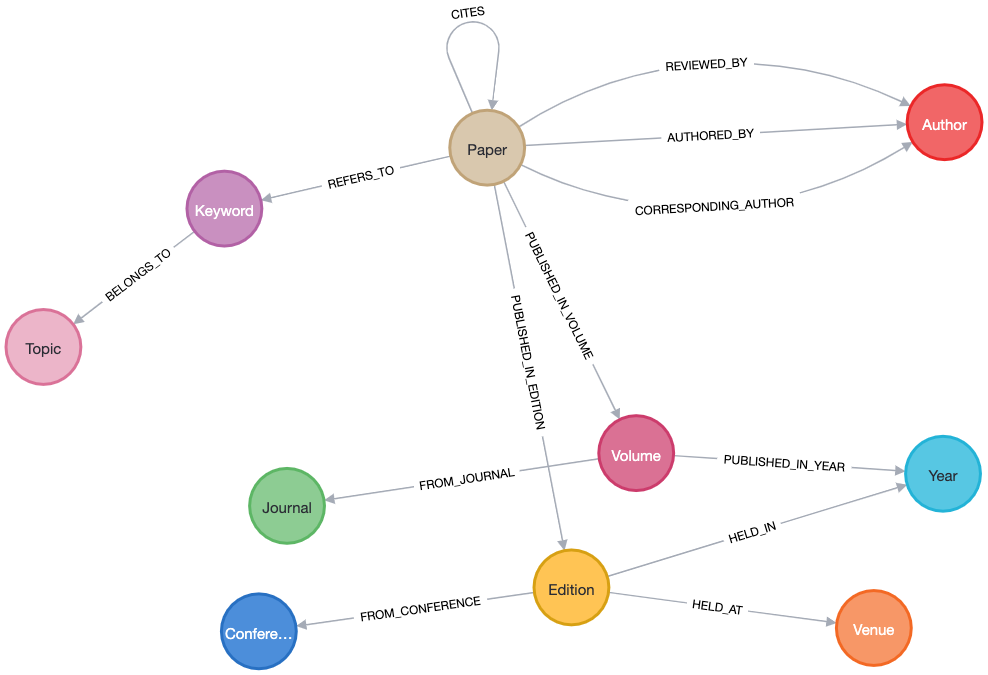 CITES
REVIEWED_BY
Author
AUTHORED_BY
Paper
REFERS_TO
CORRESPONDING_AUTHOR
Keyword
BELONGS_TO
PUBLISHED_IN_VOLUME
PUBLISHED_IN_EDITION
Topic
Volume
PUBLISHED_IN_YEAR
Year
FROM_JOURNAL
Journal
HELD_IN
Edition
HELD_AT
FROM_CONFERENCE
Confere…
Venue